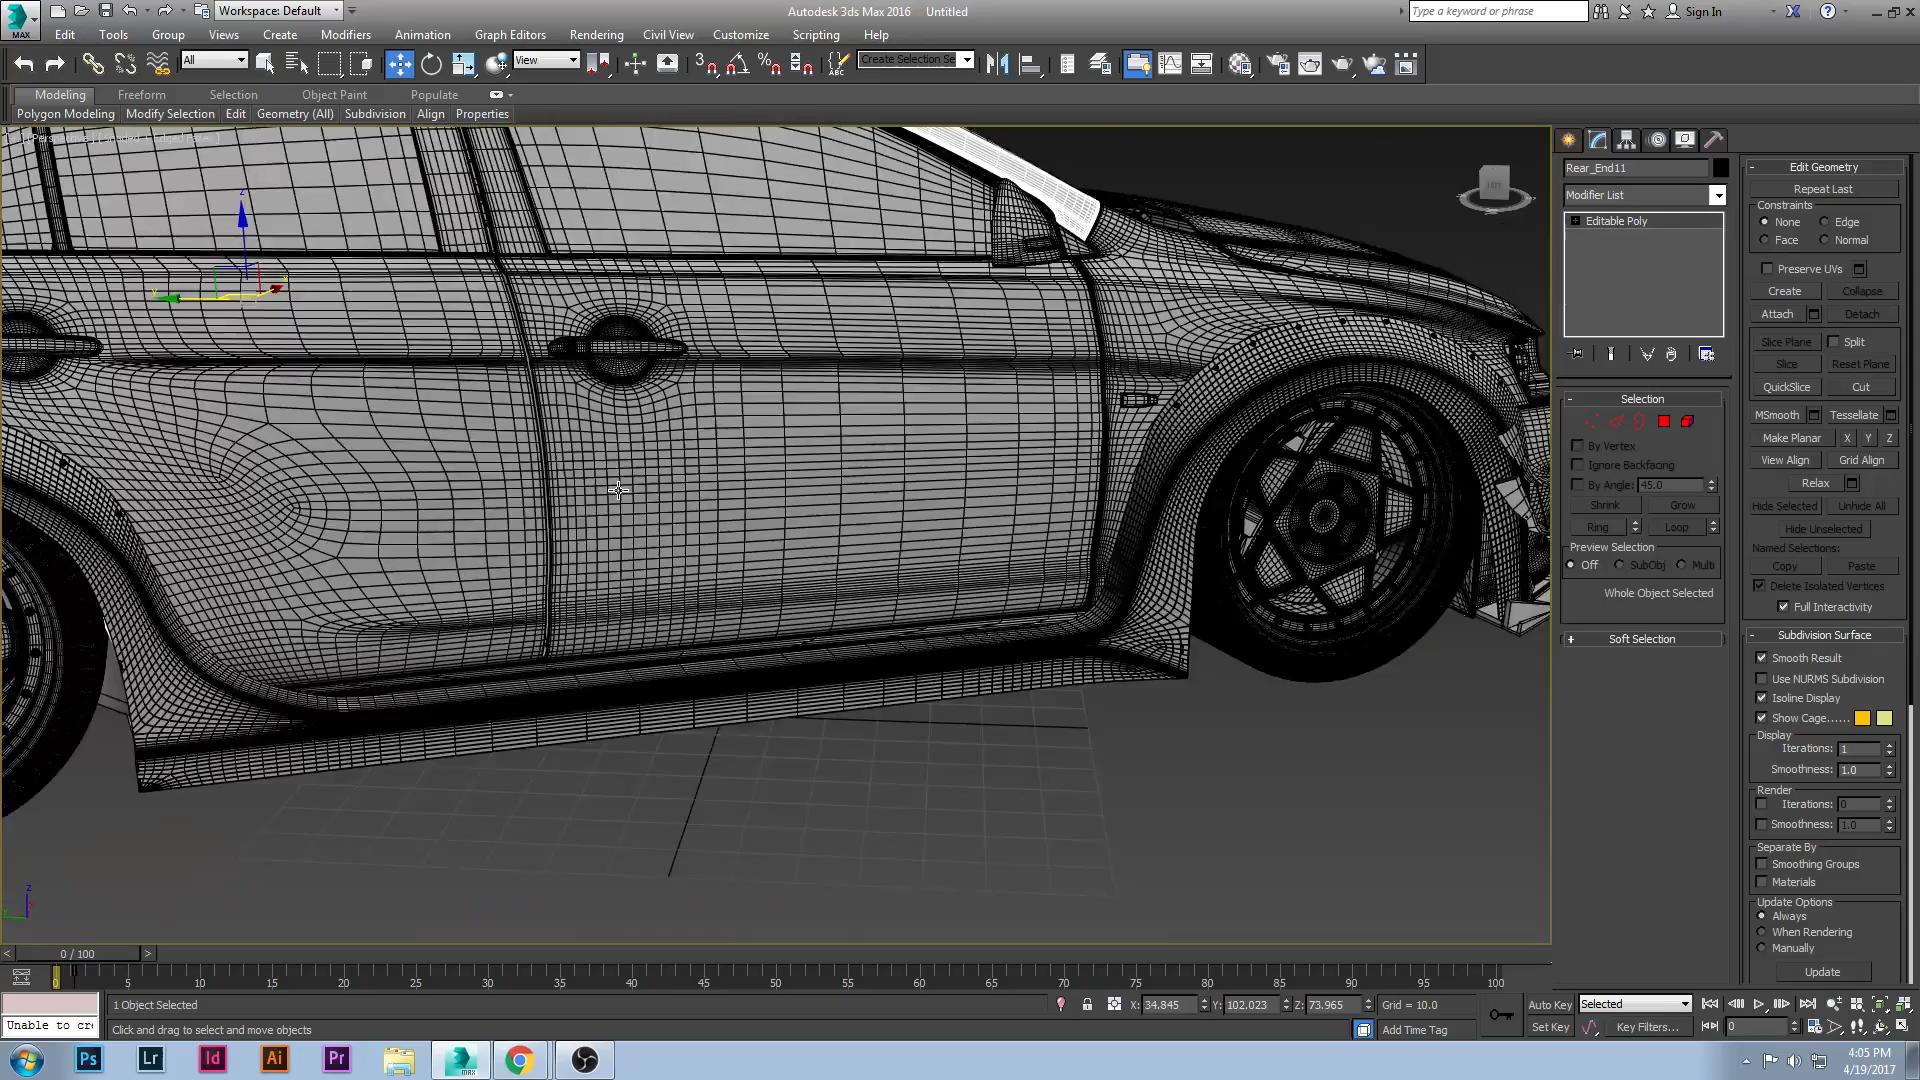 Workspace: Default
Autodesk 3ds Max 2016 Untitled
Type a keyword or phrase
Sign In
MAX
Edit Tools Group Views Create Modifiers Animation Graph Editors Rendering Civil View Customize Scripting Help
All
View
3
ABC
Create Selection Se
Modeling Freeform Selection Object Paint Populate
Polygon Modeling Modify Selection Edit Geometry (All) Subdivision Align Properties
z
y
Rear_End11
Modifier List
Editable Poly
Selection
By Vertex
Ignore Backfacing
By Angle: 45.0
Shrink Grow
Ring Loop
Preview Selection
Off SubObj Multi
Whole Object Selected
Soft Selection
Edit Geometry
Repeat Last
Constraints
None Edge
Face Normal
Preserve UVs
Create Collapse
Attach Detach
Slice Plane Split
Slice Reset Plane
QuickSlice Cut
MSmooth Tessellate
Make Planar X Y Z
View Align Grid Align
Relax
Hide Selected Unhide All
Hide Unselected
Named Selections:
Copy Paste
Delete Isolated Vertices
Full Interactivity
Subdivision Surface
Smooth Result
Use NURMS Subdivision
Isoline Display
Show Cage......
Display
Iterations: 1
Smoothness: 1.0
Render
Iterations: 0
Smoothness: 1.0
Separate By
Smoothing Groups
Materials
Update Options
Always
When Rendering
Manually
Update
z
< 0 / 100 >
0 5 10 15 20 25 30 35 40 45 50 55 60 65 70 75 80 85 90 95 100
1 Object Selected
X: 34.845 Y: 102.023 Z: 73.965 Grid = 10.0
Auto Key Selected
Unable to cr
Click and drag to select and move objects
Add Time Tag
Set Key Key Filters...
0
Ps Lr Id Ai Pr MAX
4:05 PM
4/19/2017